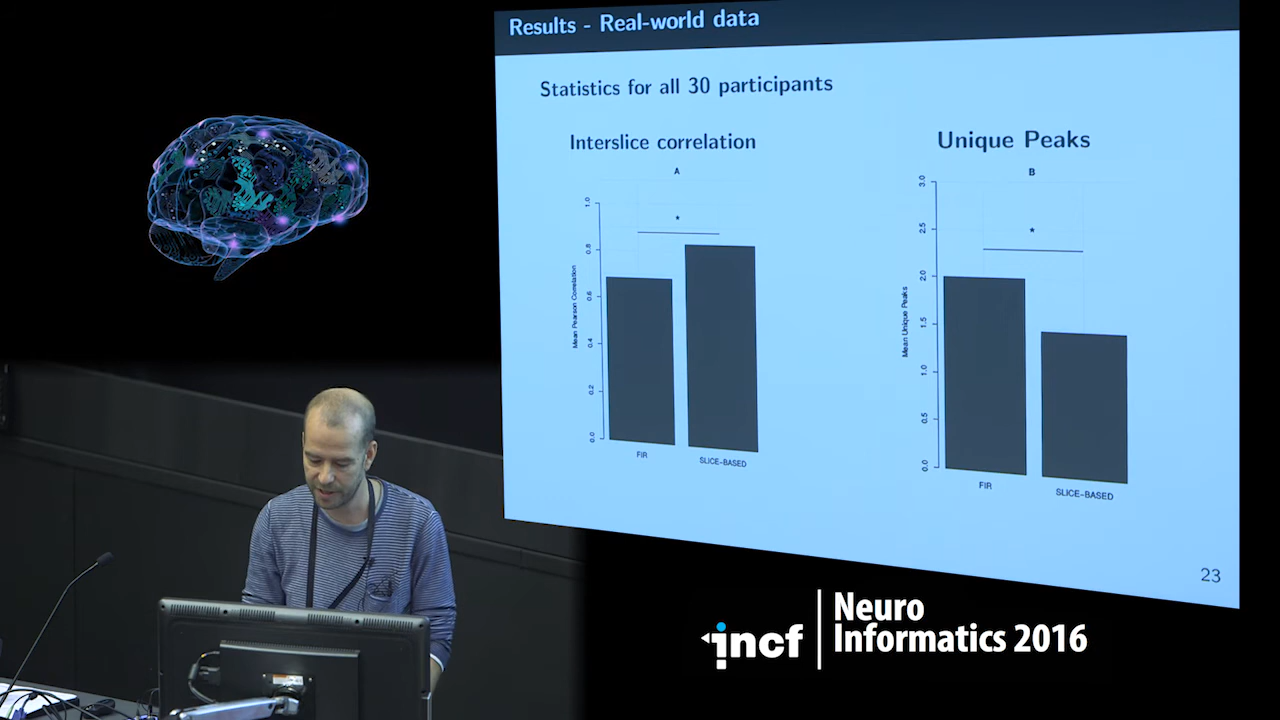 Results - Real-world data
Statistics for all 30 participants
Interslice correlation
A
1.0
0.8
0.6
0.4
0.2
0.0
Mean Pearson Correlation
*
FIR
SLICE-BASED
Unique Peaks
B
3.0
2.5
2.0
1.5
1.0
0.5
0.0
Mean Unique Peaks
*
FIR
SLICE-BASED
23
incf
Neuro
Informatics 2016